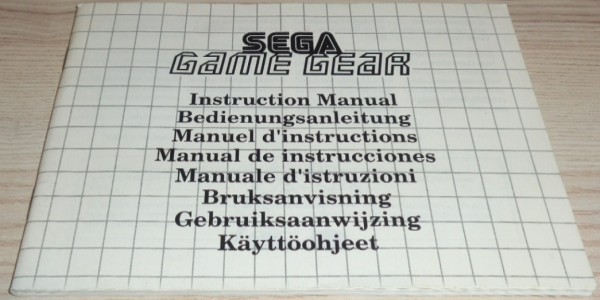 SEGA
GAME GEAR
Instruction Manual
Bedienungsanleitung
Manuel d'instructions
Manual de instrucciones
Manuale d'istruzioni
Bruksanvisning
Gebruiksaanwijzing
Käyttöohjeet